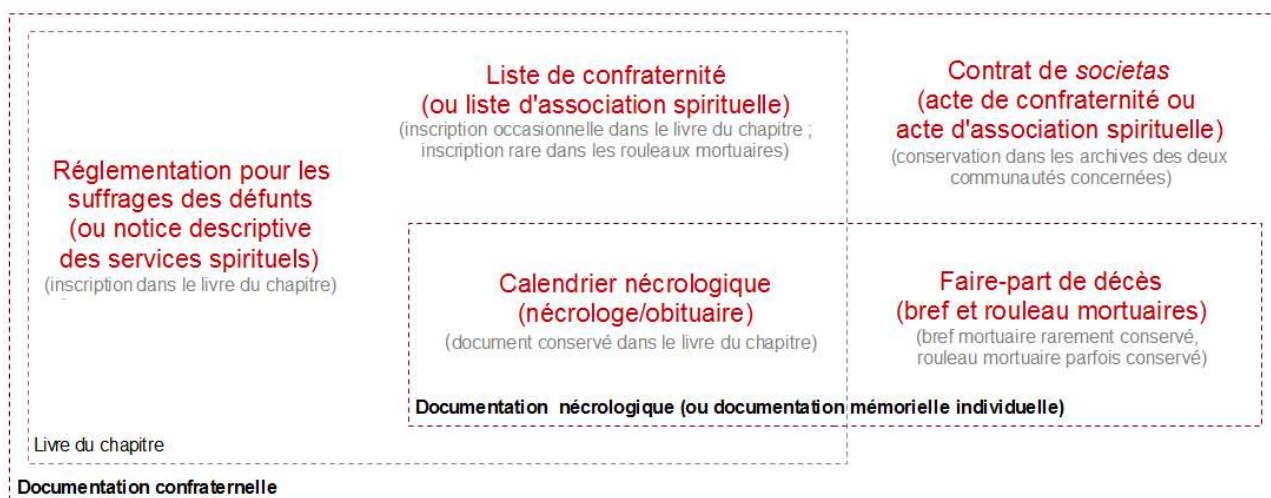 Liste de confraternité
(ou liste d'association spirituelle)
(inscription occasionnelle dans le livre du chapitre ;
inscription rare dans les rouleaux mortuaires)
Contrat de societas
(acte de confraternité ou
acte d'association spirituelle)
(conservation dans les archives des deux
communautés concernées)
Réglementation pour les
suffrages des défunts
(ou notice descriptive
des services spirituels)
(inscription dans le livre du chapitre)
Calendrier nécrologique
(nécrologe/obituaire)
(document conservé dans le livre du chapitre)
Faire-part de décès
(bref et rouleau mortuaires)
(bref mortuaire rarement conservé,
rouleau mortuaire parfois conservé)
Documentation nécrologique (ou documentation mémorielle individuelle)
Livre du chapitre
Documentation confraternelle